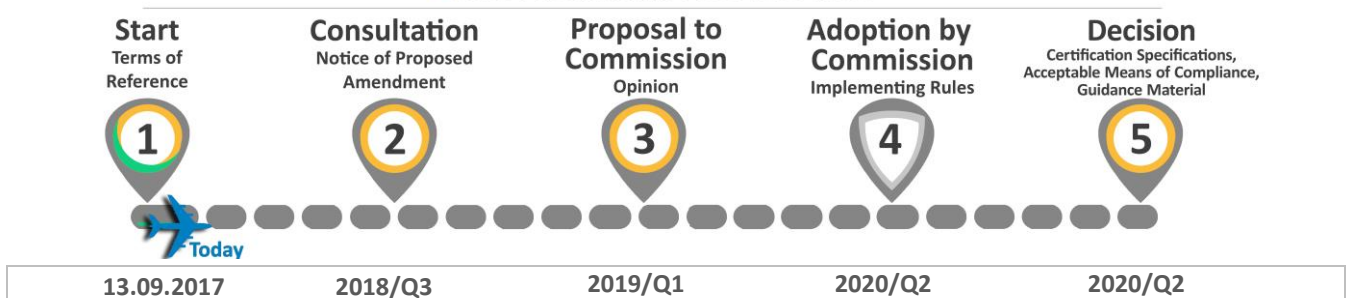 Start
Terms of
Reference
Consultation
Notice of Proposed
Amendment
Proposal to
Commission
Opinion
Adoption by
Commission
Implementing Rules
Decision
Certification Specifications,
Acceptable Means of Compliance,
Guidance Material
1
2
3
4
5
Today
13.09.2017
2018/Q3
2019/Q1
2020/Q2
2020/Q2